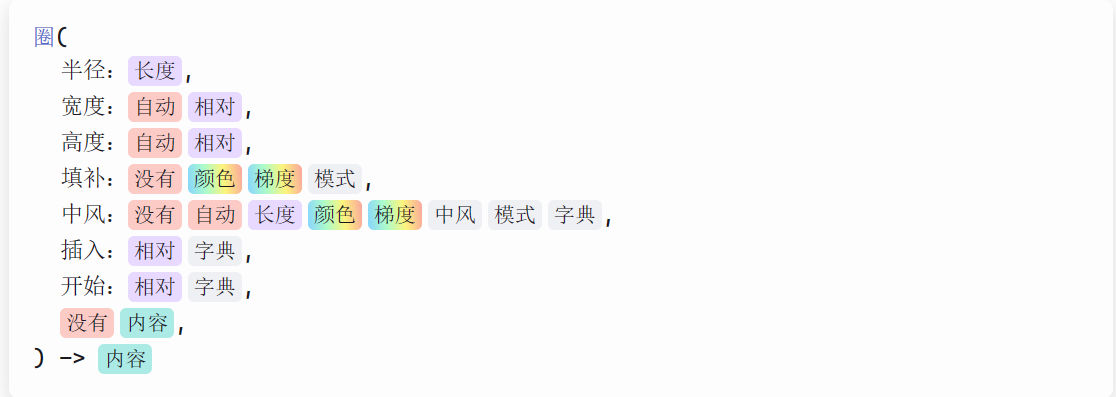 圈(
半径: 长度,
宽度: 自动 相对,
高度: 自动 相对,
填补: 没有 颜色 梯度 模式,
中风: 没有 自动 长度 颜色 梯度 中风 模式 字典,
插入: 相对 字典,
开始: 相对 字典,
没有 内容,
) -> 内容